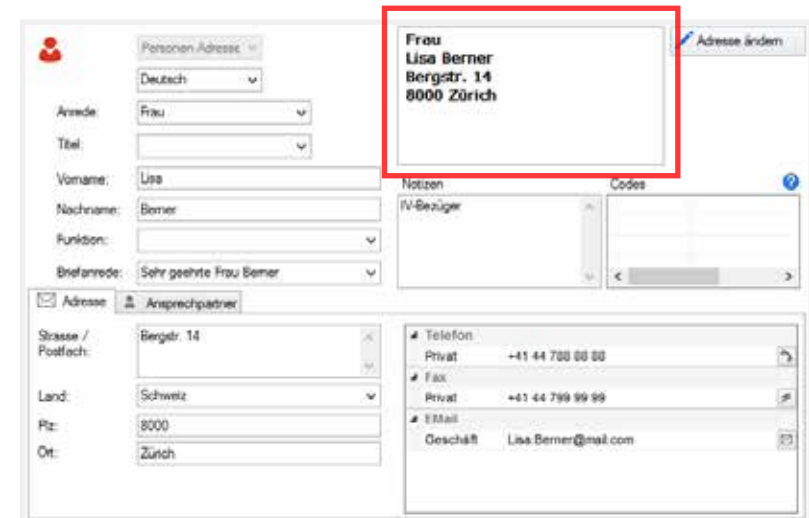 Personen Adresse
Deutsch
Anrede: Frau
Titel:
Vorname: Lisa
Nachname: Berner
Funktion:
Briefanrede: Sehr geehrte Frau Berner
Frau
Lisa Berner
Bergstr. 14
8000 Zürich
Adresse ändern
Notizen
IV-Bezüger
Codes
Adresse
Ansprechpartner
Strasse / Postfach: Bergstr. 14
Land: Schweiz
Plz: 8000
Ort: Zürich
Telefon
Privat +41 44 788 88 88
Fax
Privat +41 44 799 99 99
EMail
Geschäft Lisa.Berner@mail.com